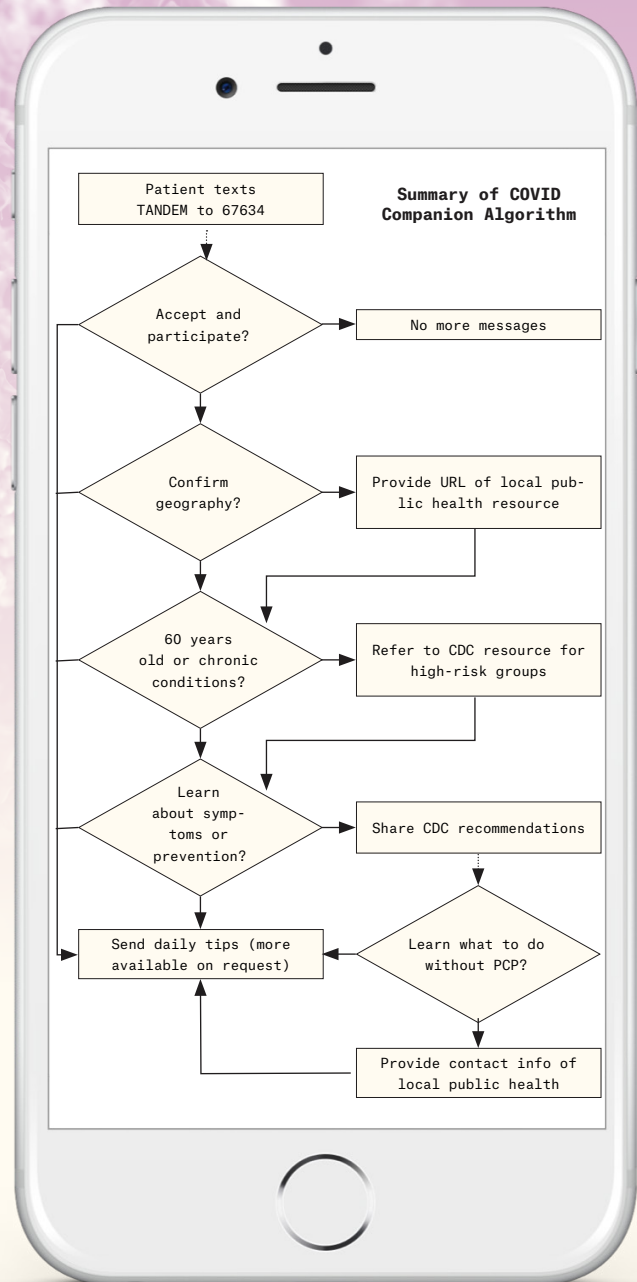 Patient texts
TANDEM to 67634
Summary of COVID
Companion Algorithm
Accept and
participate?
No more messages
Confirm
geography?
Provide URL of local pub-
lic health resource
60 years
old or chronic
conditions?
Refer to CDC resource for
high-risk groups
Learn
about symp-
toms or
prevention?
Share CDC recommendations
Send daily tips (more
available on request)
Learn what to do
without PCP?
Provide contact info of
local public health